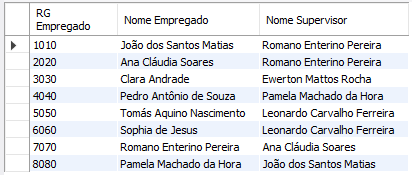 RG Empregado Nome Empregado Nome Supervisor
1010 João dos Santos Matias Romano Enterino Pereira
2020 Ana Cláudia Soares Romano Enterino Pereira
3030 Clara Andrade Ewerton Mattos Rocha
4040 Pedro Antônio de Souza Pamela Machado da Hora
5050 Tomás Aquino Nascimento Leonardo Carvalho Ferreira
6060 Sophia de Jesus Leonardo Carvalho Ferreira
7070 Romano Enterino Pereira Ana Cláudia Soares
8080 Pamela Machado da Hora João dos Santos Matias